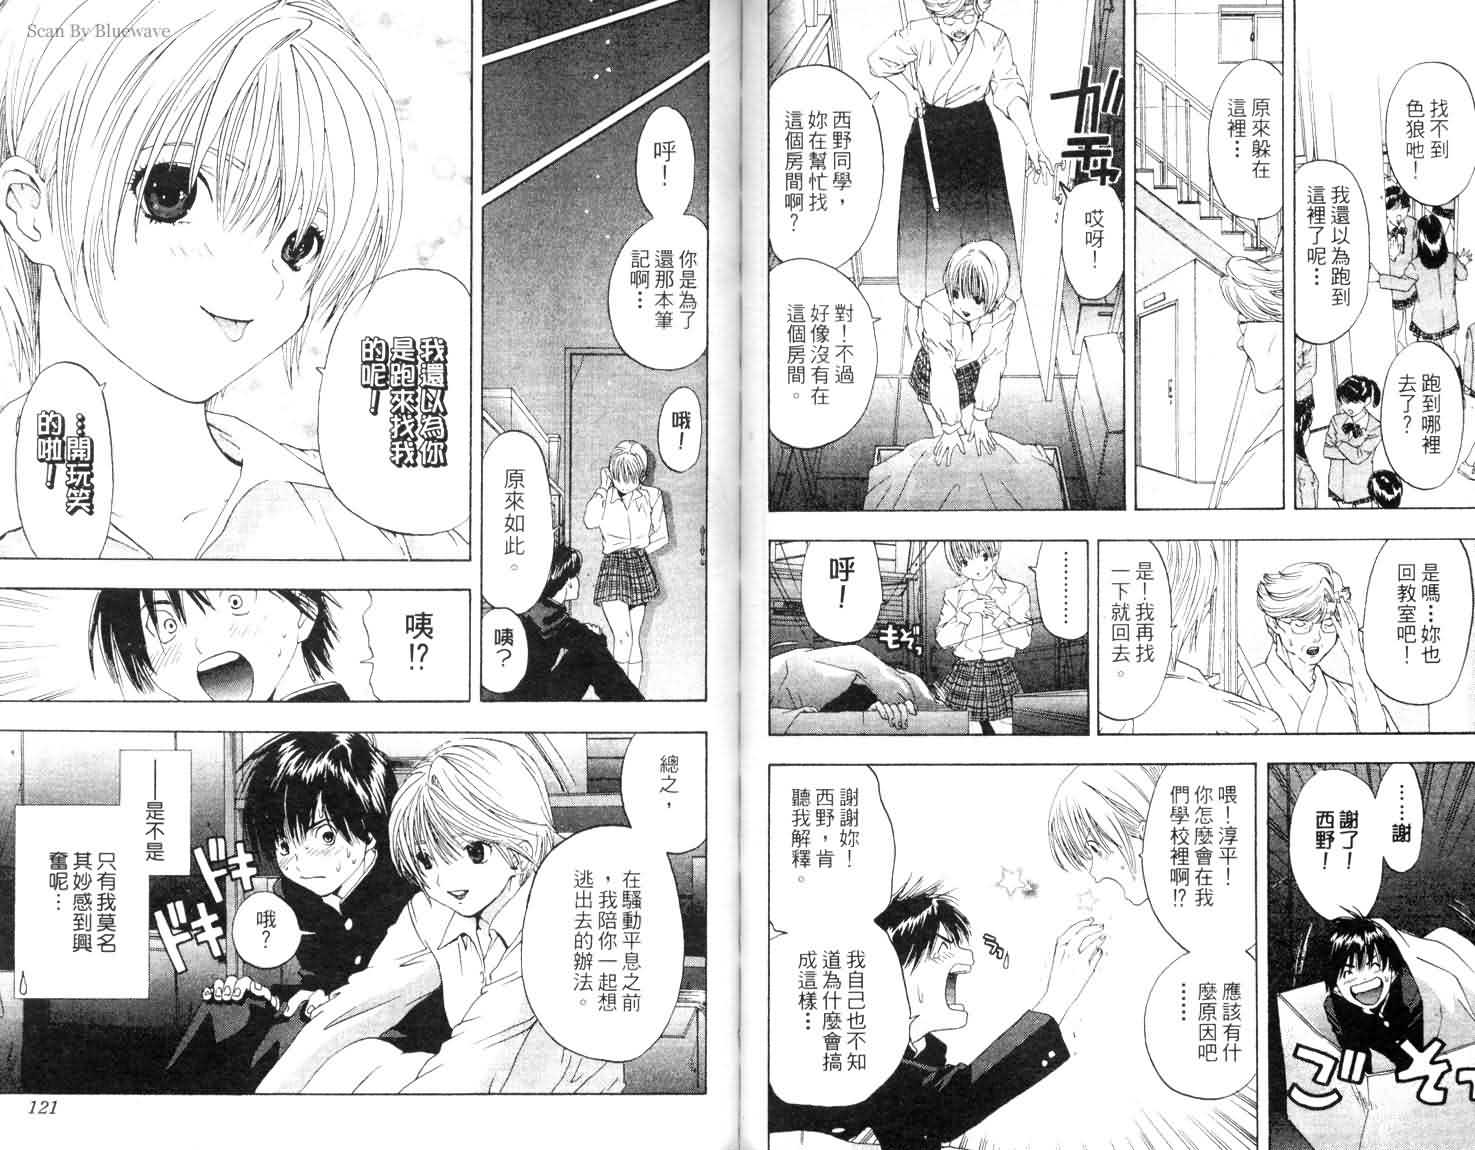 Scan By Bluewave
找不到
色狼吔！
我還以為跑到
這裡了呢…
跑到哪裡
去了？
原來躲在
這裡…
ガラ
哎呀！
西野同學，
妳在幫忙找
這個房間啊？
對！不過
好像沒有在
這個房間。
是嗎…妳也
回教室吧！
是！我再找
一下就回去。
………
もぞっ
呼！
……謝
謝了！
西野！
ごそ
喂！淳平！
你怎麼會在我
們學校裡啊!?
應該有什
麼原因吧
……
謝謝妳！
西野，肯
聽我解釋。
我自己也不知
道為什麼會搞
成這樣…
呼！
你是為了
還那本筆
記啊…
哦！
原來如此。
咦？
我還以為你
是跑來找我
的呢！
…開玩笑
的啦！
咦!?
總之，
在騷動平息之前
，我陪你一起想
逃出去的辦法。
哦？
ドキ
ドキ
——是不是
只有我莫名
其妙感到興
奮呢…
121